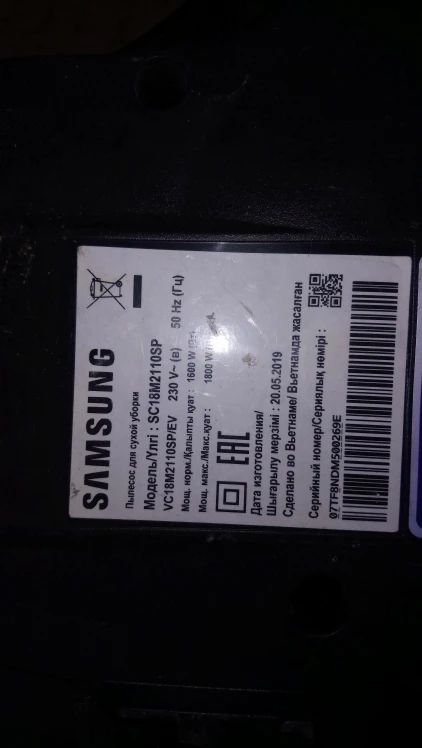 SAMSUNG
Пылесос для сухой уборки
Модель/Үлгі : SC18M2110SP
VC18M2110SP/EV 230 V~ (в) 50 Hz (Гц)
Мощ. норм./Қалыпты қуат : 1600 W
Мощ. макс./Макс.қуат : 1800 W
EAC
Дата изготовления/
Шығарылу мерзімі : 20.05.2019
Сделано во Вьетнаме/ Вьетнамда жасалған
Серийный номер/Сериялық нөмірі :
07TF8NDM500269E